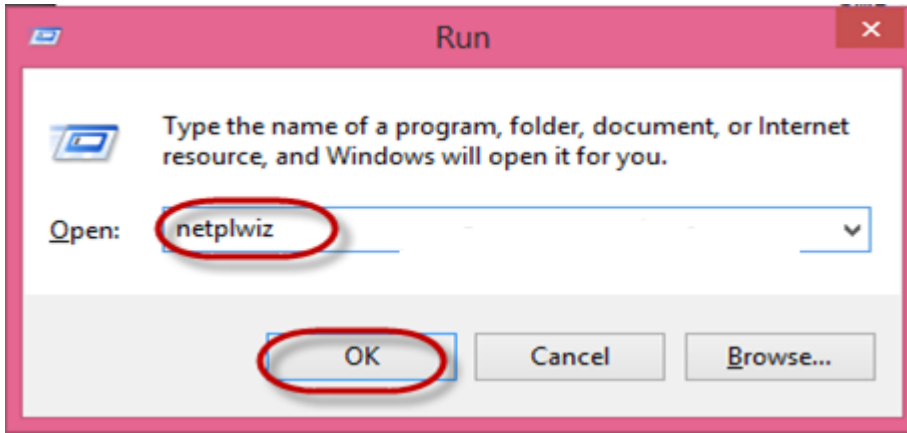 Run
Type the name of a program, folder, document, or Internet
resource, and Windows will open it for you.
Open: netplwiz
OK Cancel Browse...